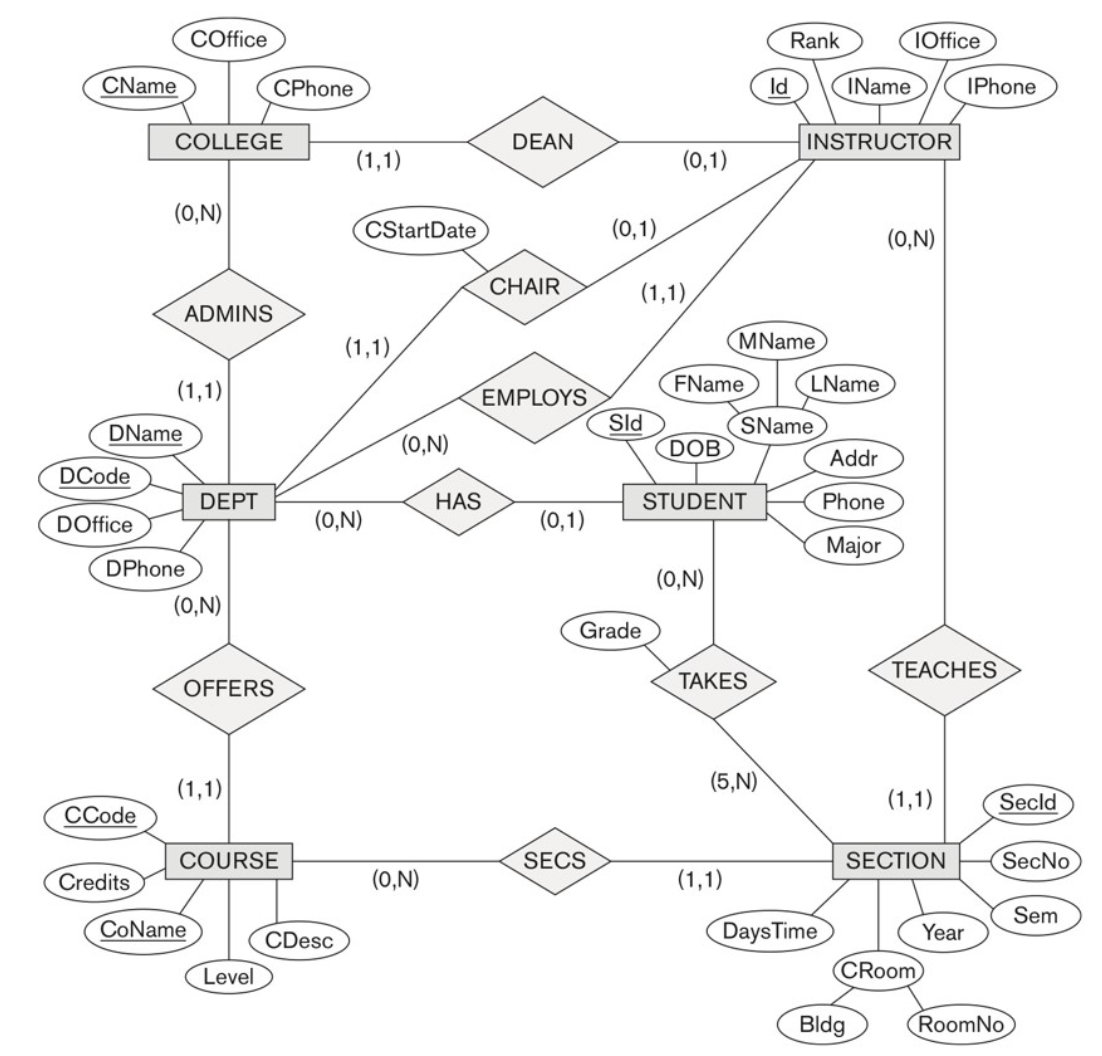 COffice
Rank
IOffice
CName
CPhone
Id
IName
IPhone
COLLEGE
DEAN
INSTRUCTOR
(1,1)
(0,1)
(0,N)
CStartDate
(0,1)
(0,N)
CHAIR
(1,1)
ADMINS
(1,1)
MName
(1,1)
FName
LName
EMPLOYS
SId
SName
DName
(0,N)
DOB
Addr
DCode
DEPT
HAS
STUDENT
Phone
DOffice
(0,N)
(0,1)
Major
DPhone
(0,N)
(0,N)
Grade
OFFERS
TAKES
TEACHES
(1,1)
(5,N)
(1,1)
SecId
CCode
COURSE
SECS
SECTION
SecNo
Credits
(0,N)
(1,1)
CoName
CDesc
DaysTime
Year
Sem
Level
CRoom
Bldg
RoomNo